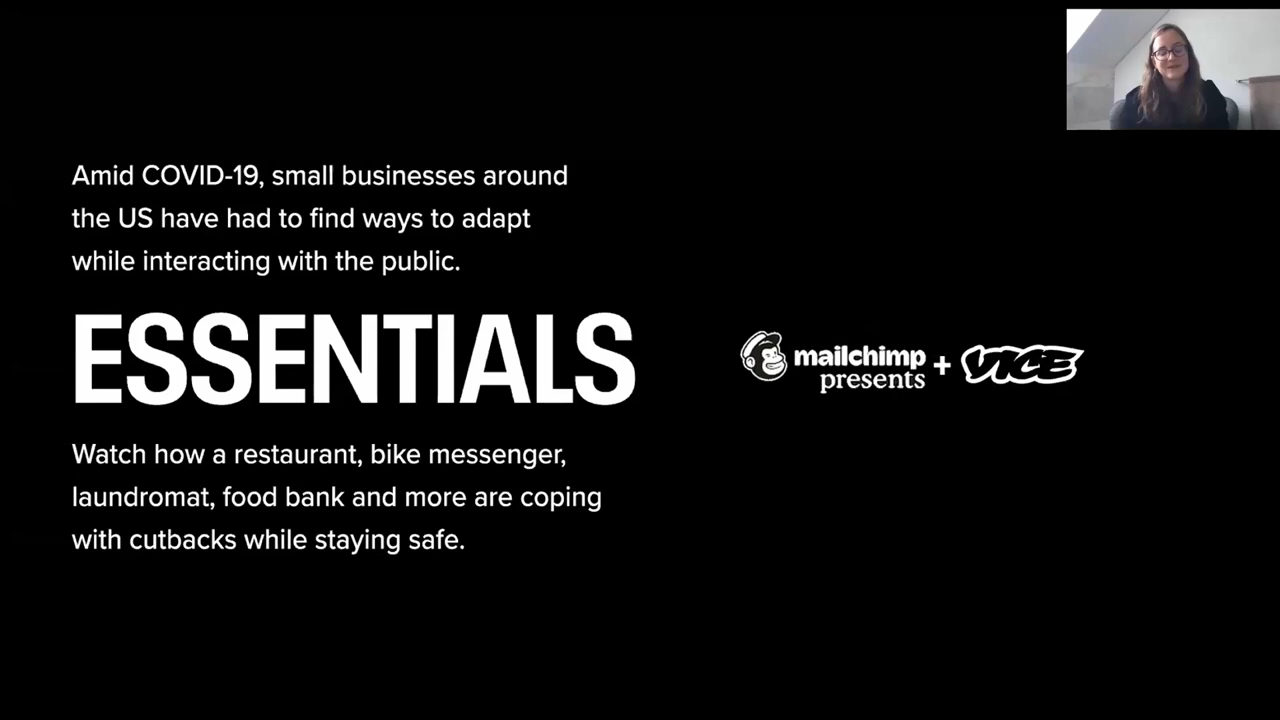 Amid COVID-19, small businesses around
the US have had to find ways to adapt
while interacting with the public.
ESSENTIALS
mailchimp
presents
+ VICE
Watch how a restaurant, bike messenger,
laundromat, food bank and more are coping
with cutbacks while staying safe.